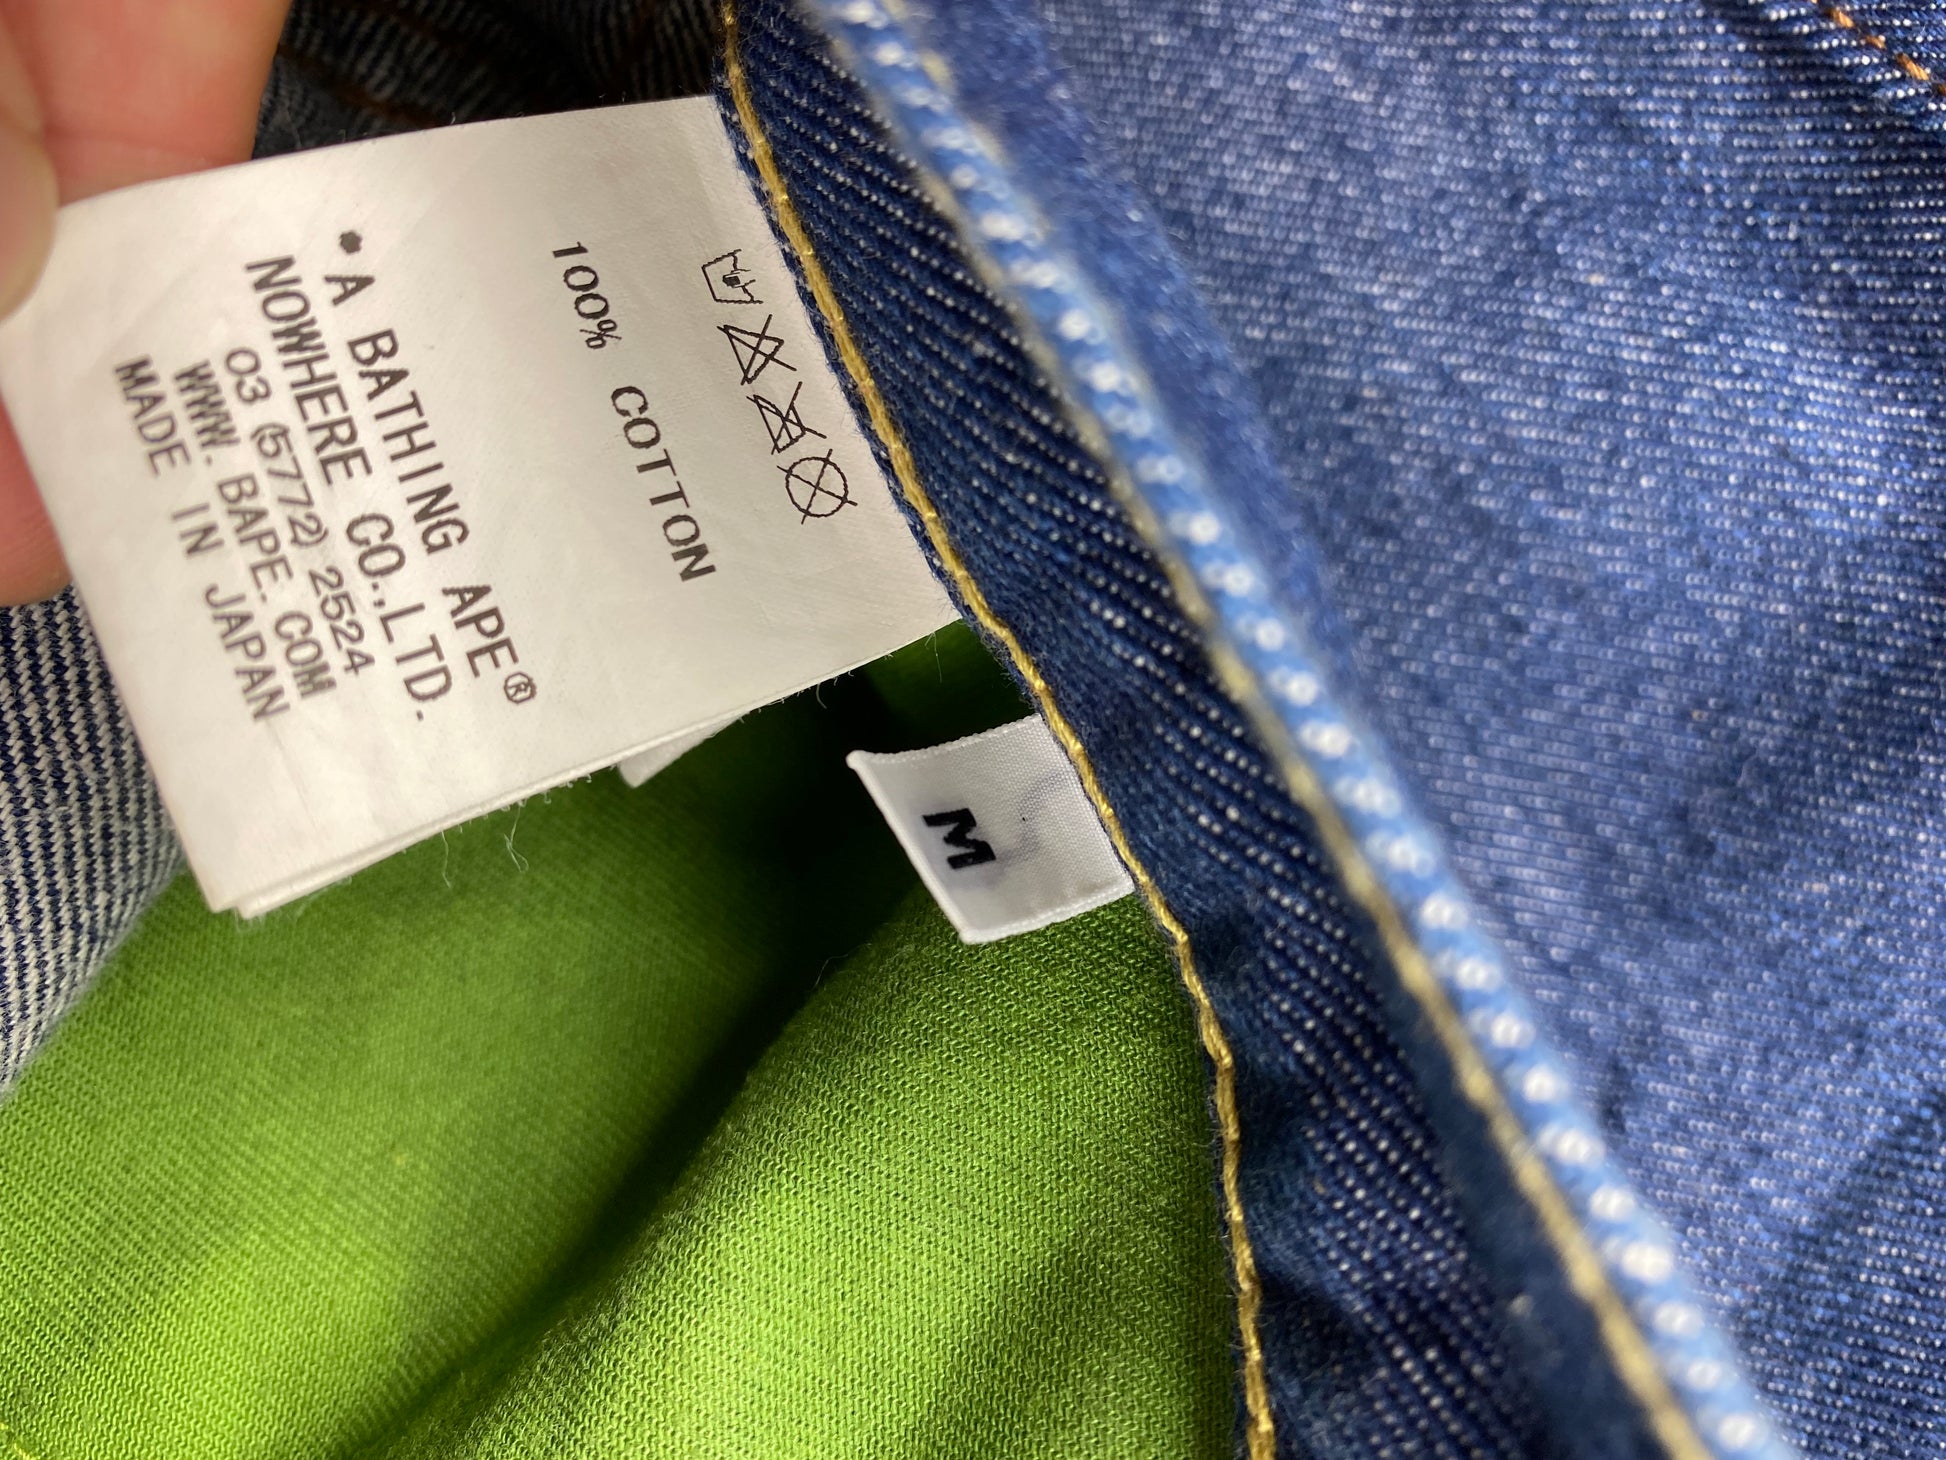 100% COTTON
•A BATHING APE®
NOWHERE CO.,LTD.
03 (5772) 2524
WWW. BAPE. COM
MADE IN JAPAN
M